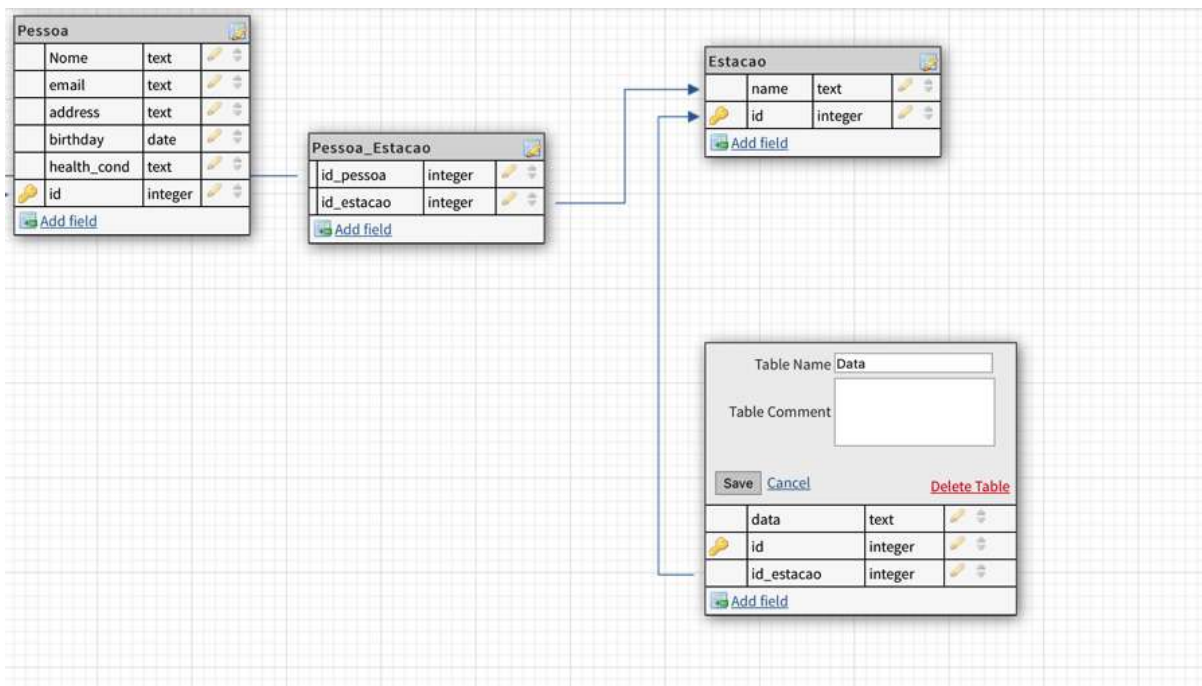 Pessoa
Nome text
email text
address text
birthday date
health_cond text
id integer
Add field
Pessoa_Estacao
id_pessoa integer
id_estacao integer
Add field
Estacao
name text
id integer
Add field
Table Name Data
Table Comment
Save Cancel Delete Table
data text
id integer
id_estacao integer
Add field